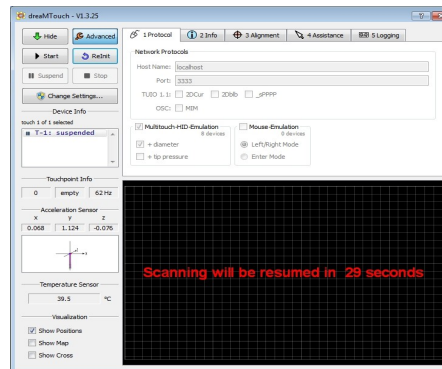 dreaMTouch - V1.3.25
Hide
Advanced
Start
ReInit
Suspend
Stop
Change Settings...
Device Info
touch 1 of 1 selected
T-1: suspended
Touchpoint Info
0 empty 62 Hz
Acceleration Sensor
x y z
0.068 1.124 -0.076
Temperature Sensor
39.5 °C
Visualization
Show Positions
Show Map
Show Cross
1 Protocol
2 Info
3 Alignment
4 Assistance
5 Logging
Network Protocols
Host Name: localhost
Port: 3333
TUIO 1.1: 2DCur 2Dblb _sPPPP
OSC: MIM
Multitouch-HID-Emulation
8 devices
+ diameter
+ tip pressure
Mouse-Emulation
0 devices
Left/Right Mode
Enter Mode
Scanning will be resumed in 29 seconds